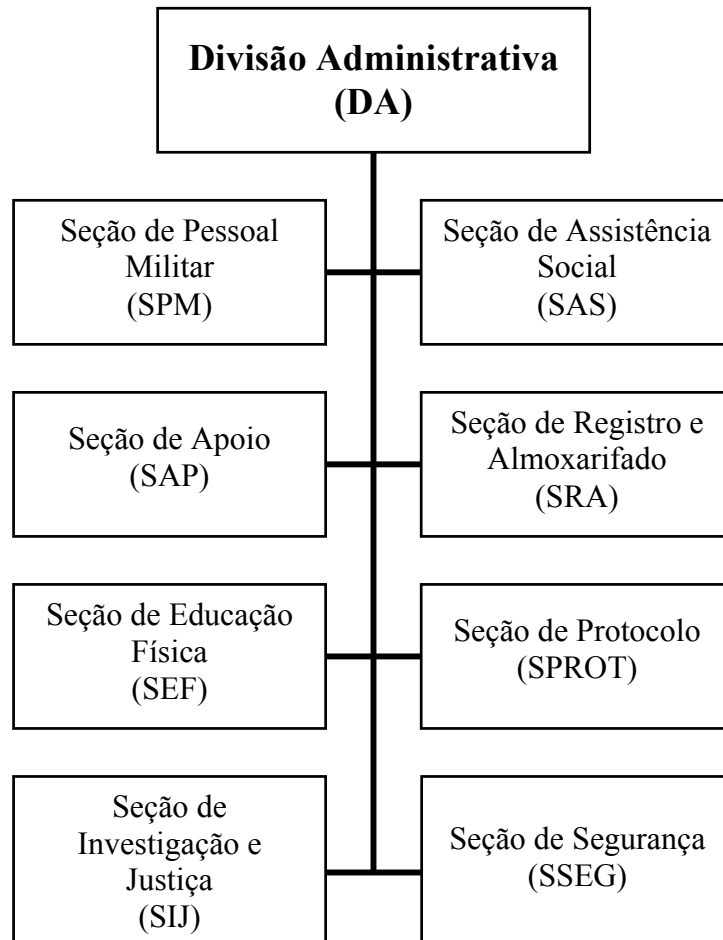 Divisão Administrativa
(DA)
Seção de Pessoal
Militar
(SPM)
Seção de Assistência
Social
(SAS)
Seção de Apoio
(SAP)
Seção de Registro e
Almoxarifado
(SRA)
Seção de Educação
Física
(SEF)
Seção de Protocolo
(SPROT)
Seção de
Investigação e
Justiça
(SIJ)
Seção de Segurança
(SSEG)